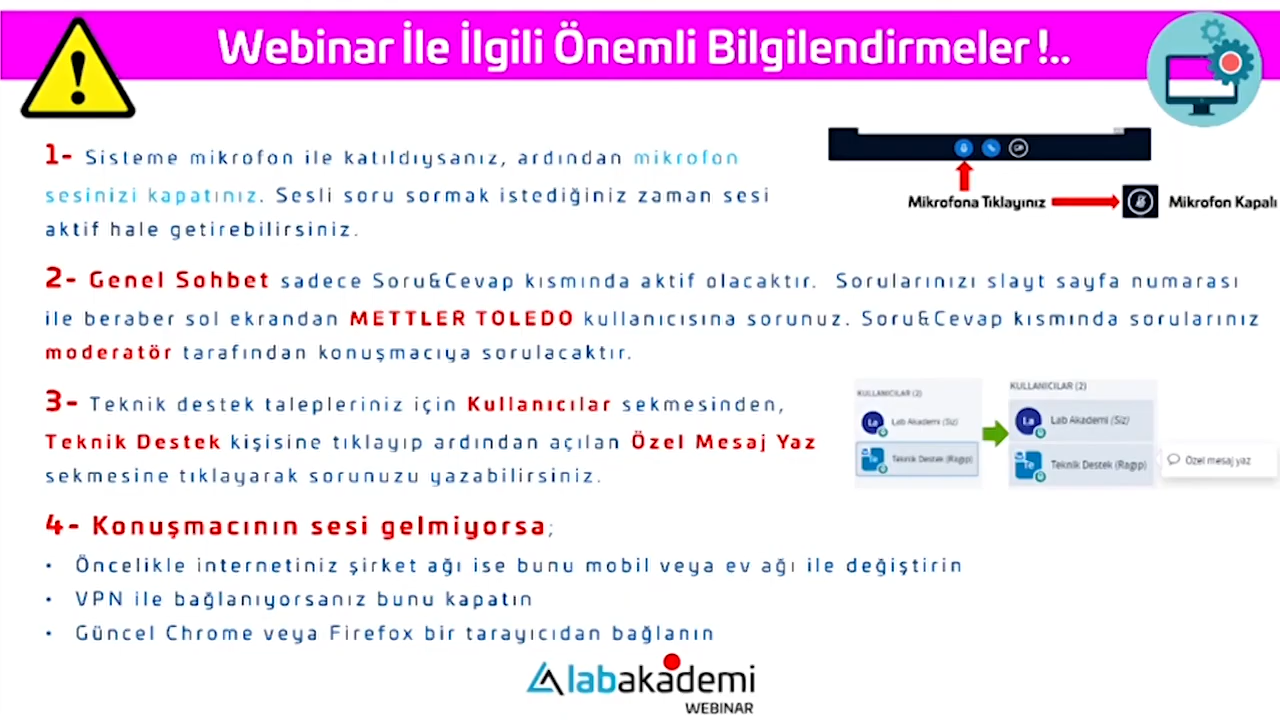 Webinar İle İlgili Önemli Bilgilendirmeler !..
1- Sisteme mikrofon ile katıldıysanız, ardından mikrofon
sesinizi kapatınız. Sesli soru sormak istediğiniz zaman sesi
aktif hale getirebilirsiniz.
Mikrofona Tıklayınız
Mikrofon Kapalı
2- Genel Sohbet sadece Soru&Cevap kısmında aktif olacaktır. Sorularınızı slayt sayfa numarası
ile beraber sol ekrandan METTLER TOLEDO kullanıcısına sorunuz. Soru&Cevap kısmında sorularınız
moderatör tarafından konuşmacıya sorulacaktır.
3- Teknik destek talepleriniz için Kullanıcılar sekmesinden,
Teknik Destek kişisine tıklayıp ardından açılan Özel Mesaj Yaz
sekmesine tıklayarak sorunuzu yazabilirsiniz.
KULLANICILAR (2)
La Lab Akademi (Siz)
Te Teknik Destek (Ragıp)
KULLANICILAR (2)
La Lab Akademi (Siz)
Te Teknik Destek (Ragıp)
Özel mesaj yaz
4- Konuşmacının sesi gelmiyorsa;
• Öncelikle internetiniz şirket ağı ise bunu mobil veya ev ağı ile değiştirin
• VPN ile bağlanıyorsanız bunu kapatın
• Güncel Chrome veya Firefox bir tarayıcıdan bağlanın
labakademi
WEBINAR